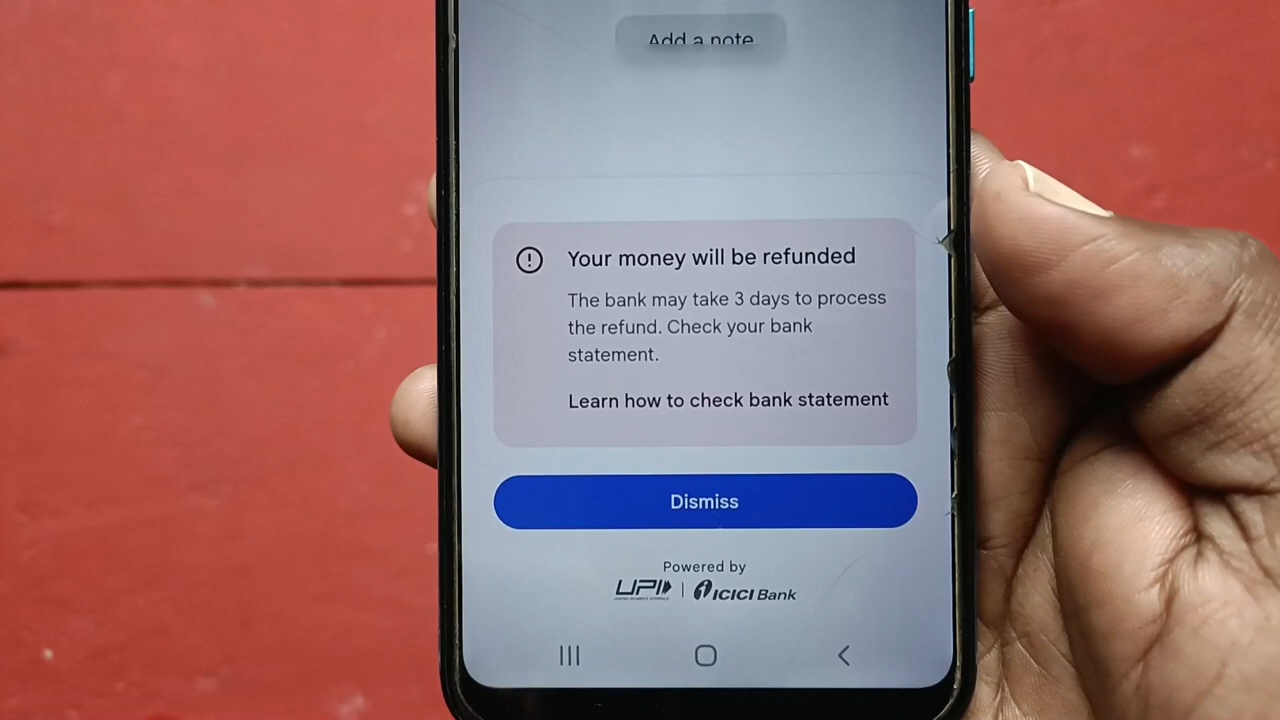 Add a note
Your money will be refunded
The bank may take 3 days to process
the refund. Check your bank
statement.
Learn how to check bank statement
Dismiss
Powered by
UPI | ICICI Bank